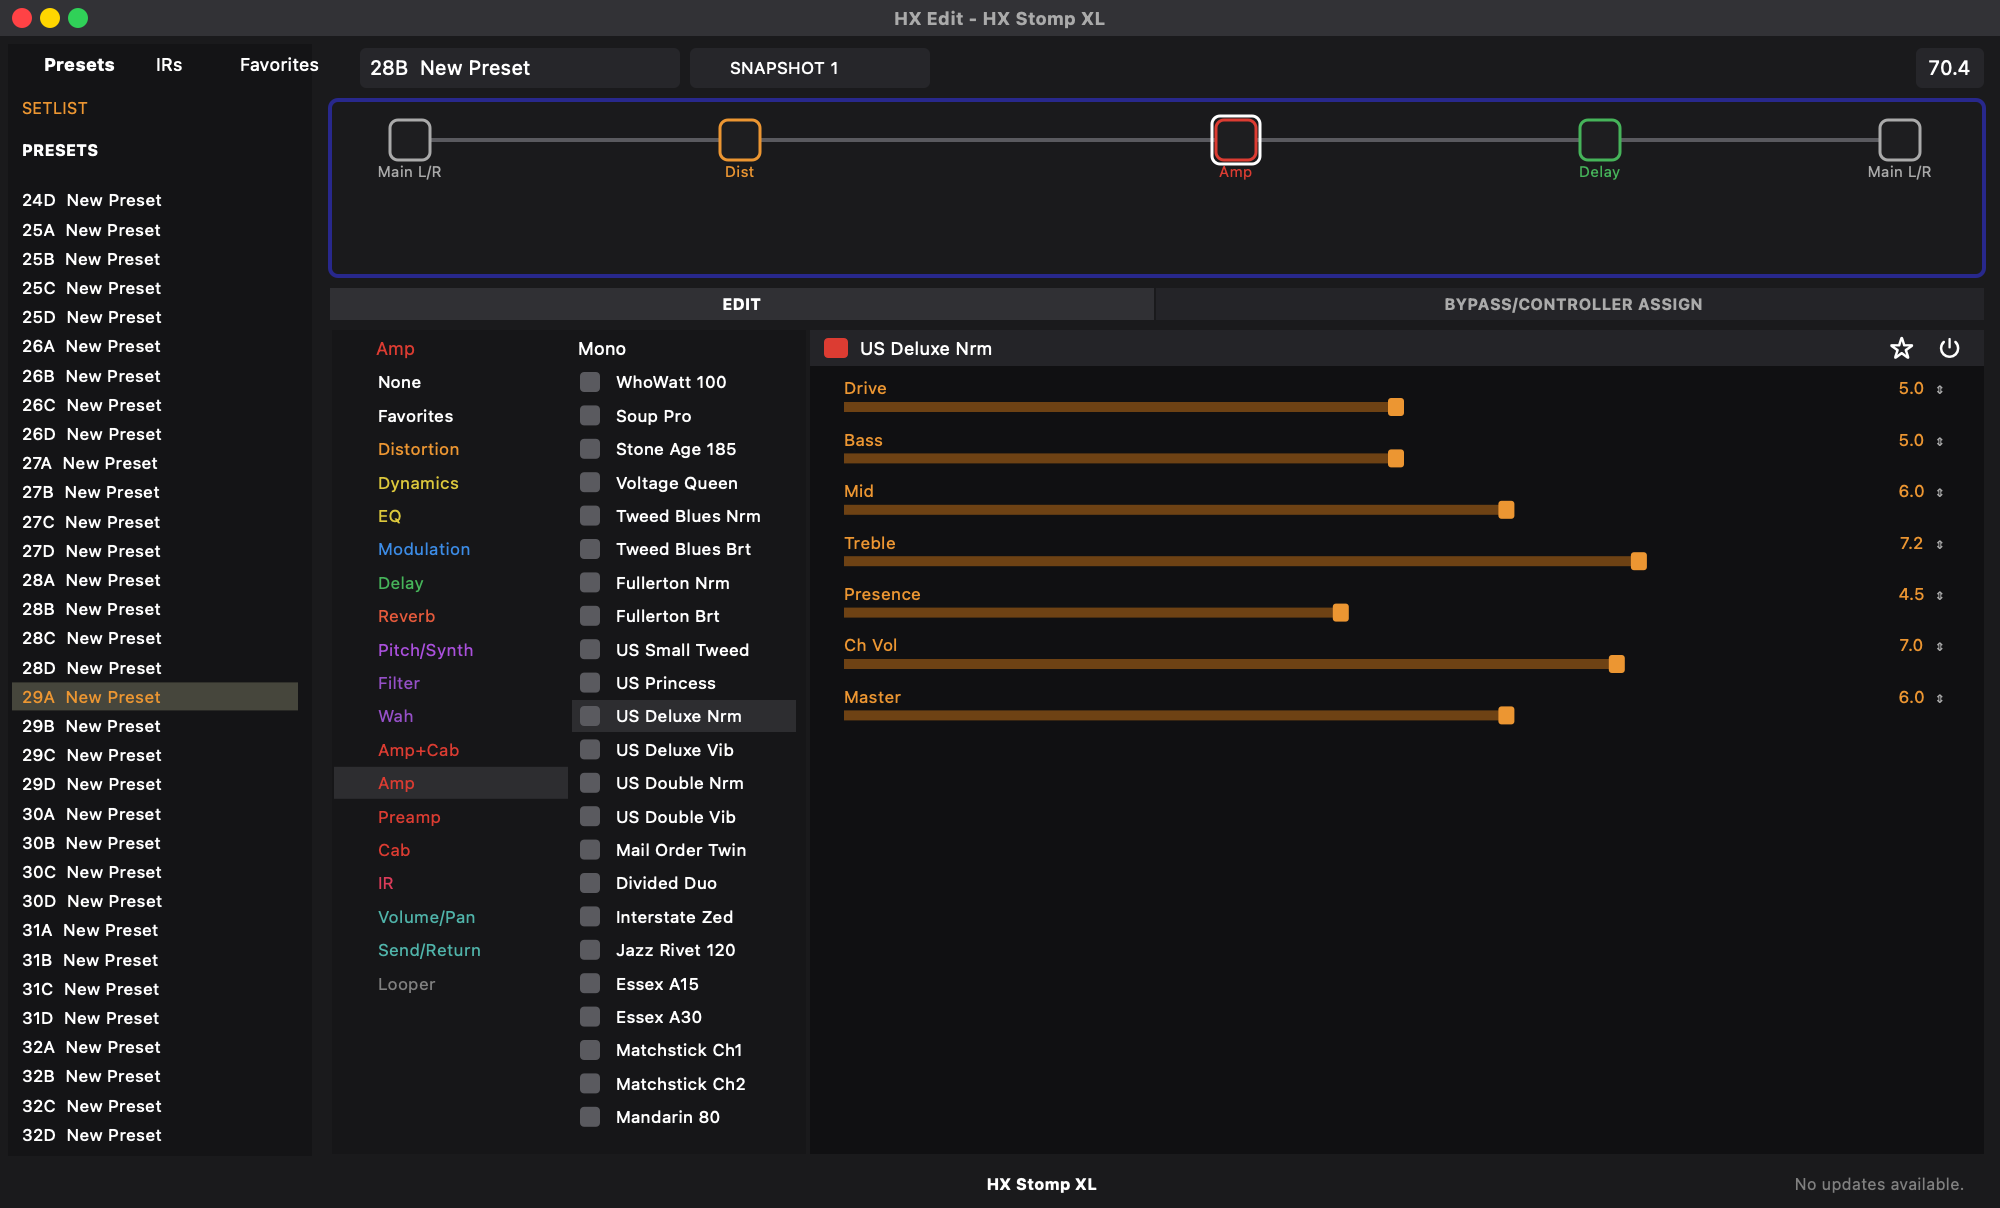 HX Edit - HX Stomp XL
Presets IRs Favorites
28B New Preset
SNAPSHOT 1
70.4
SETLIST
PRESETS
24D New Preset
25A New Preset
25B New Preset
25C New Preset
25D New Preset
26A New Preset
26B New Preset
26C New Preset
26D New Preset
27A New Preset
27B New Preset
27C New Preset
27D New Preset
28A New Preset
28B New Preset
28C New Preset
28D New Preset
29A New Preset
29B New Preset
29C New Preset
29D New Preset
30A New Preset
30B New Preset
30C New Preset
30D New Preset
31A New Preset
31B New Preset
31C New Preset
31D New Preset
32A New Preset
32B New Preset
32C New Preset
32D New Preset
Main L/R
Dist
Amp
Delay
Main L/R
EDIT
BYPASS/CONTROLLER ASSIGN
Amp
None
Favorites
Distortion
Dynamics
EQ
Modulation
Delay
Reverb
Pitch/Synth
Filter
Wah
Amp+Cab
Amp
Preamp
Cab
IR
Volume/Pan
Send/Return
Looper
Mono
WhoWatt 100
Soup Pro
Stone Age 185
Voltage Queen
Tweed Blues Nrm
Tweed Blues Brt
Fullerton Nrm
Fullerton Brt
US Small Tweed
US Princess
US Deluxe Nrm
US Deluxe Vib
US Double Nrm
US Double Vib
Mail Order Twin
Divided Duo
Interstate Zed
Jazz Rivet 120
Essex A15
Essex A30
Matchstick Ch1
Matchstick Ch2
Mandarin 80
US Deluxe Nrm
Drive 5.0
Bass 5.0
Mid 6.0
Treble 7.2
Presence 4.5
Ch Vol 7.0
Master 6.0
HX Stomp XL
No updates available.